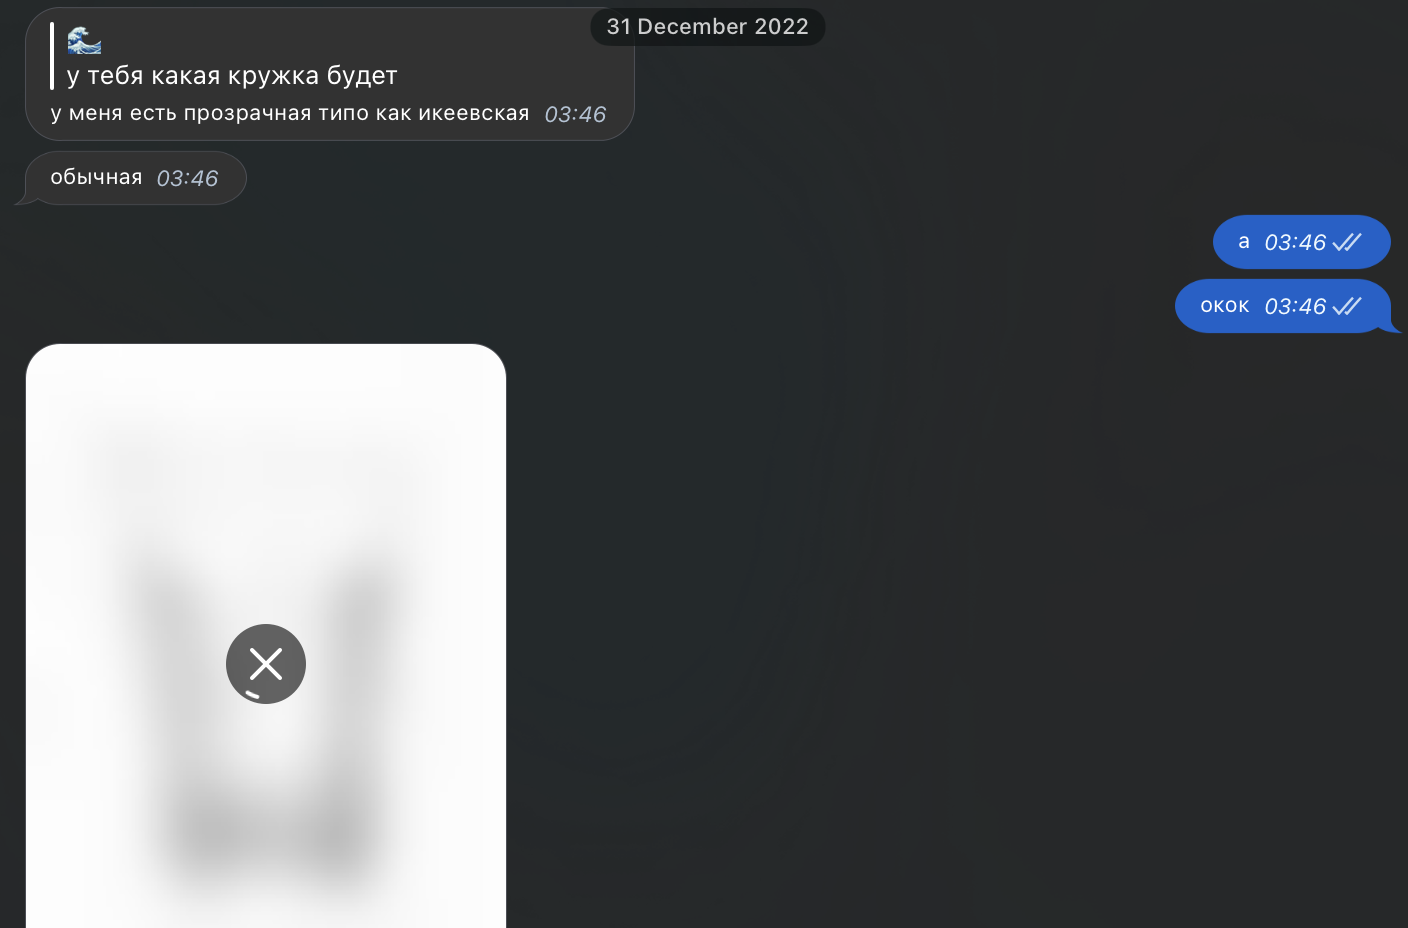 31 December 2022
🌊
у тебя какая кружка будет
у меня есть прозрачная типо как икеевская 03:46
обычная 03:46
а 03:46
окок 03:46